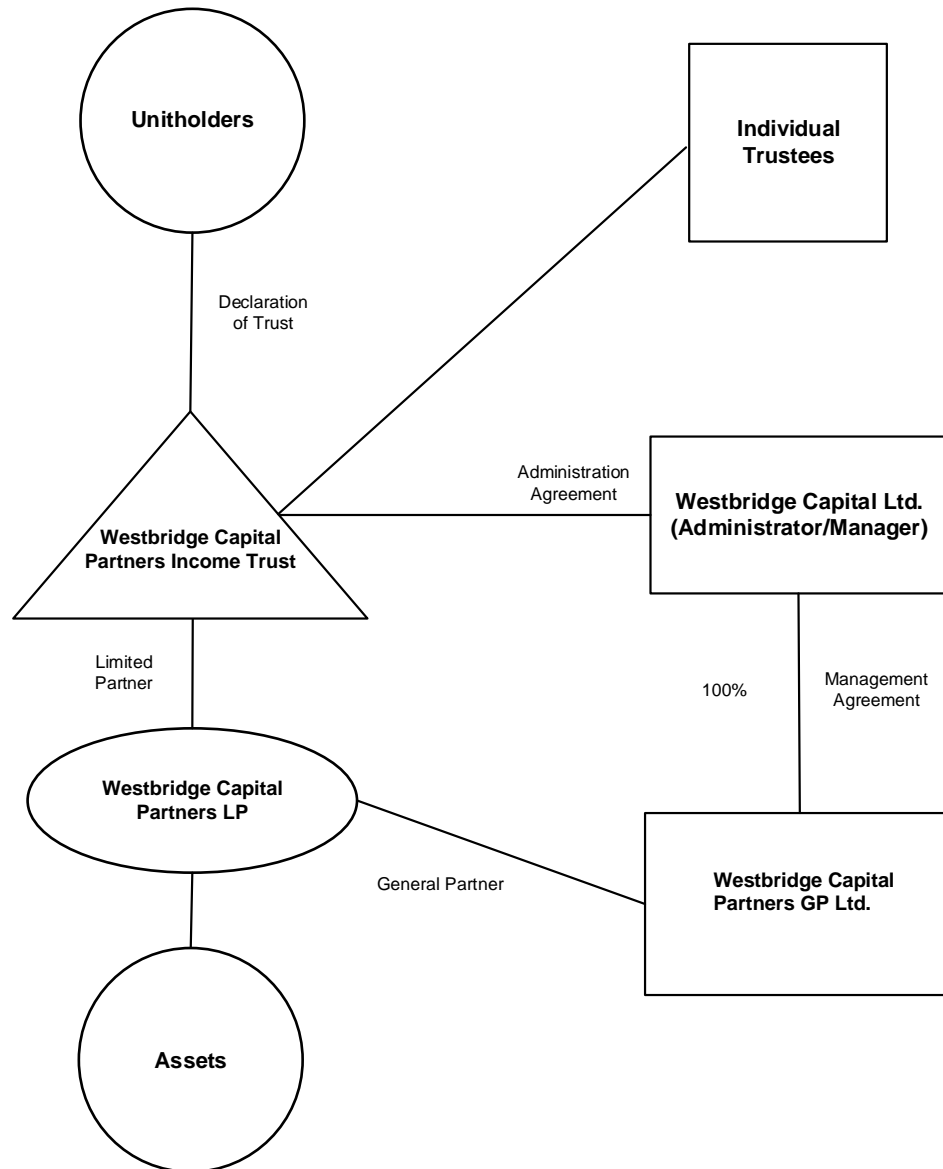 Unitholders
Individual
Trustees
Declaration
of Trust
Administration
Agreement
Westbridge Capital Ltd.
(Administrator/Manager)
Westbridge Capital
Partners Income Trust
Limited
Partner
100%
Management
Agreement
Westbridge Capital
Partners LP
General Partner
Westbridge Capital
Partners GP Ltd.
Assets